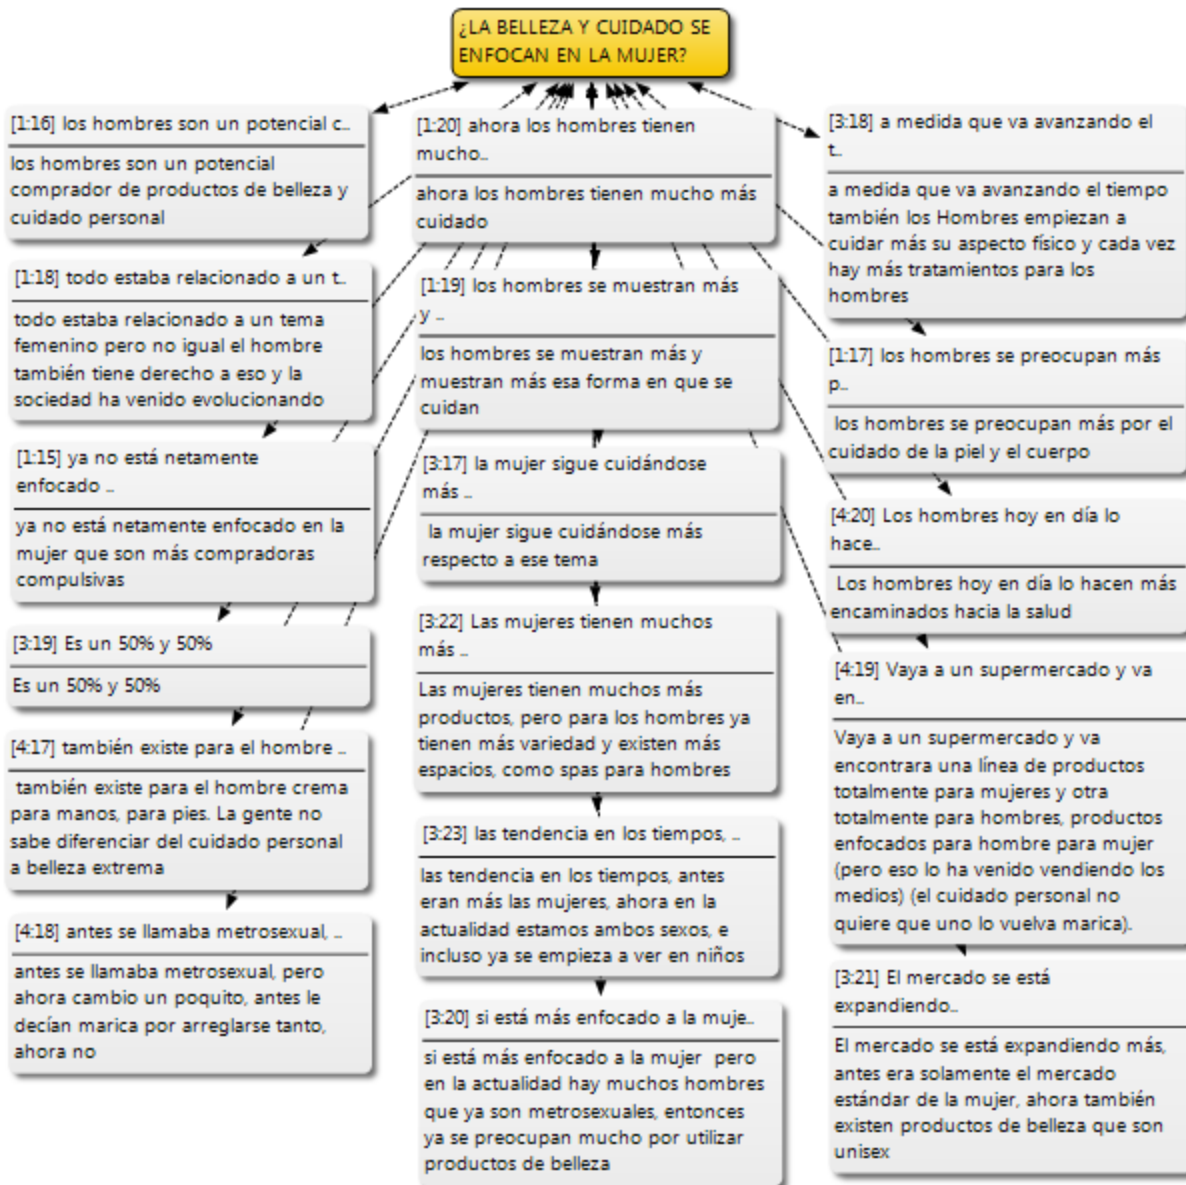 ¿LA BELLEZA Y CUIDADO SE
ENFOCAN EN LA MUJER?
[1:16] los hombres son un potencial c..
los hombres son un potencial
comprador de productos de belleza y
cuidado personal
[1:18] todo estaba relacionado a un t..
todo estaba relacionado a un tema
femenino pero no igual el hombre
también tiene derecho a eso y la
sociedad ha venido evolucionando
[1:15] ya no está netamente
enfocado ..
ya no está netamente enfocado en la
mujer que son más compradoras
compulsivas
[3:19] Es un 50% y 50%
Es un 50% y 50%
[4:17] también existe para el hombre ..
también existe para el hombre crema
para manos, para pies. La gente no
sabe diferenciar del cuidado personal
a belleza extrema
[4:18] antes se llamaba metrosexual, ..
antes se llamaba metrosexual, pero
ahora cambio un poquito, antes le
decían marica por arreglarse tanto,
ahora no
[1:20] ahora los hombres tienen
mucho..
ahora los hombres tienen mucho más
cuidado
[1:19] los hombres se muestran más
y ..
los hombres se muestran más y
muestran más esa forma en que se
cuidan
[3:17] la mujer sigue cuidándose
más ..
la mujer sigue cuidándose más
respecto a ese tema
[3:22] Las mujeres tienen muchos
más ..
Las mujeres tienen muchos más
productos, pero para los hombres ya
tienen más variedad y existen más
espacios, como spas para hombres
[3:23] las tendencia en los tiempos, ..
las tendencia en los tiempos, antes
eran más las mujeres, ahora en la
actualidad estamos ambos sexos, e
incluso ya se empieza a ver en niños
[3:20] si está más enfocado a la muje..
si está más enfocado a la mujer pero
en la actualidad hay muchos hombres
que ya son metrosexuales, entonces
ya se preocupan mucho por utilizar
productos de belleza
[3:18] a medida que va avanzando el
t..
a medida que va avanzando el tiempo
también los Hombres empiezan a
cuidar más su aspecto físico y cada vez
hay más tratamientos para los
hombres
[1:17] los hombres se preocupan más
p..
los hombres se preocupan más por el
cuidado de la piel y el cuerpo
[4:20] Los hombres hoy en día lo
hace..
Los hombres hoy en día lo hacen más
encaminados hacia la salud
[4:19] Vaya a un supermercado y va
en..
Vaya a un supermercado y va
encontrara una línea de productos
totalmente para mujeres y otra
totalmente para hombres, productos
enfocados para hombre para mujer
(pero eso lo ha venido vendiendo los
medios) (el cuidado personal no
quiere que uno lo vuelva marica).
[3:21] El mercado se está
expandiendo..
El mercado se está expandiendo más,
antes era solamente el mercado
estándar de la mujer, ahora también
existen productos de belleza que son
unisex